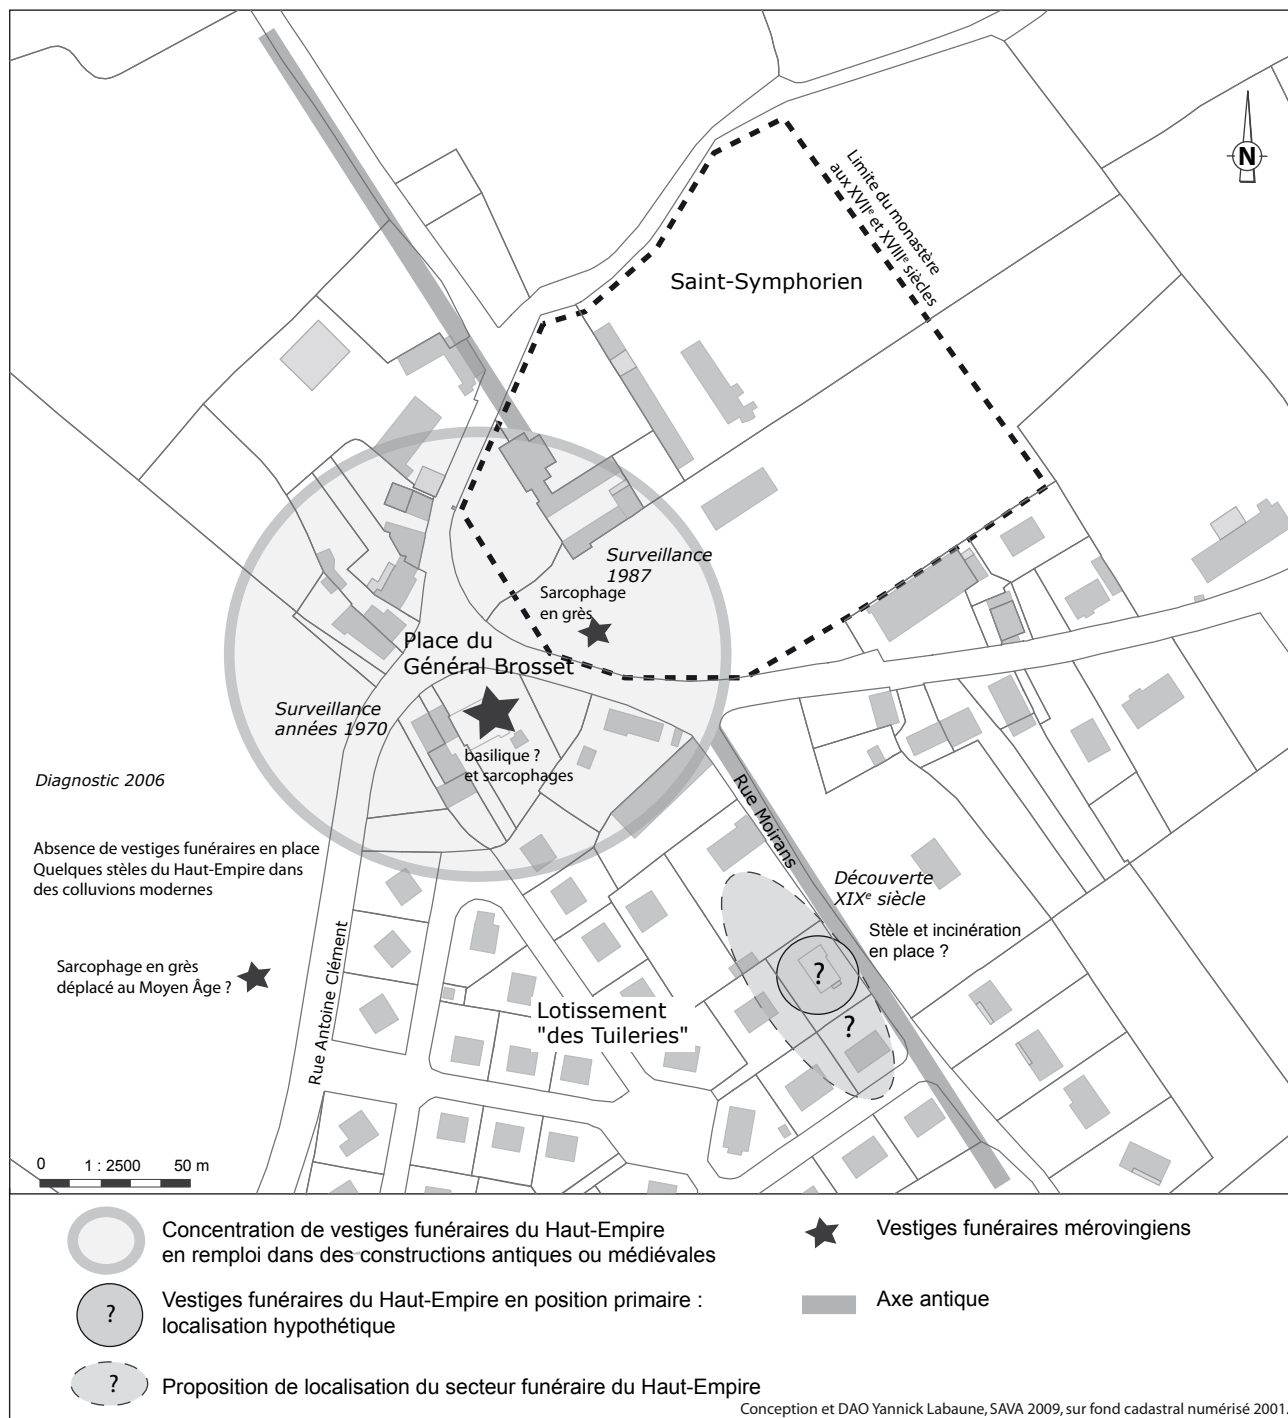 Limite du monastère
aux XVIIe et XVIIIe siècles
N
Saint-Symphorien
Surveillance
1987
Sarcophage
en grès
Place du
Général Brosset
Surveillance
années 1970
basilique ?
et sarcophages
Diagnostic 2006
Rue Moirans
Absence de vestiges funéraires en place
Quelques stèles du Haut-Empire dans
des colluvions modernes
Découverte
XIXe siècle
Stèle et incinération
en place ?
Sarcophage en grès
déplacé au Moyen Âge ?
Rue Antoine Clément
?
?
Lotissement
"des Tuileries"
0 1 : 2500 50 m
Concentration de vestiges funéraires du Haut-Empire
en remploi dans des constructions antiques ou médiévales
Vestiges funéraires mérovingiens
?
Vestiges funéraires du Haut-Empire en position primaire :
localisation hypothétique
Axe antique
?
Proposition de localisation du secteur funéraire du Haut-Empire
Conception et DAO Yannick Labaune, SAVA 2009, sur fond cadastral numérisé 2001.